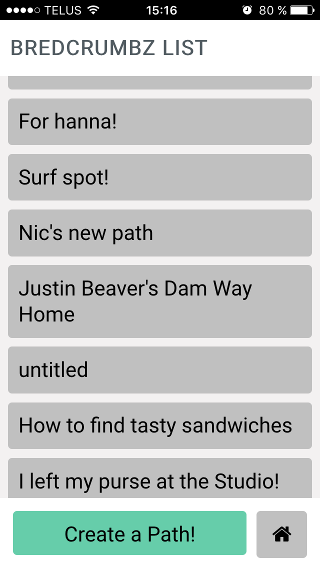 TELUS 15:16 80 %
BREDCRUMBZ LIST
For hanna!
Surf spot!
Nic's new path
Justin Beaver's Dam Way
Home
untitled
How to find tasty sandwiches
I left my purse at the Studio!
Create a Path!